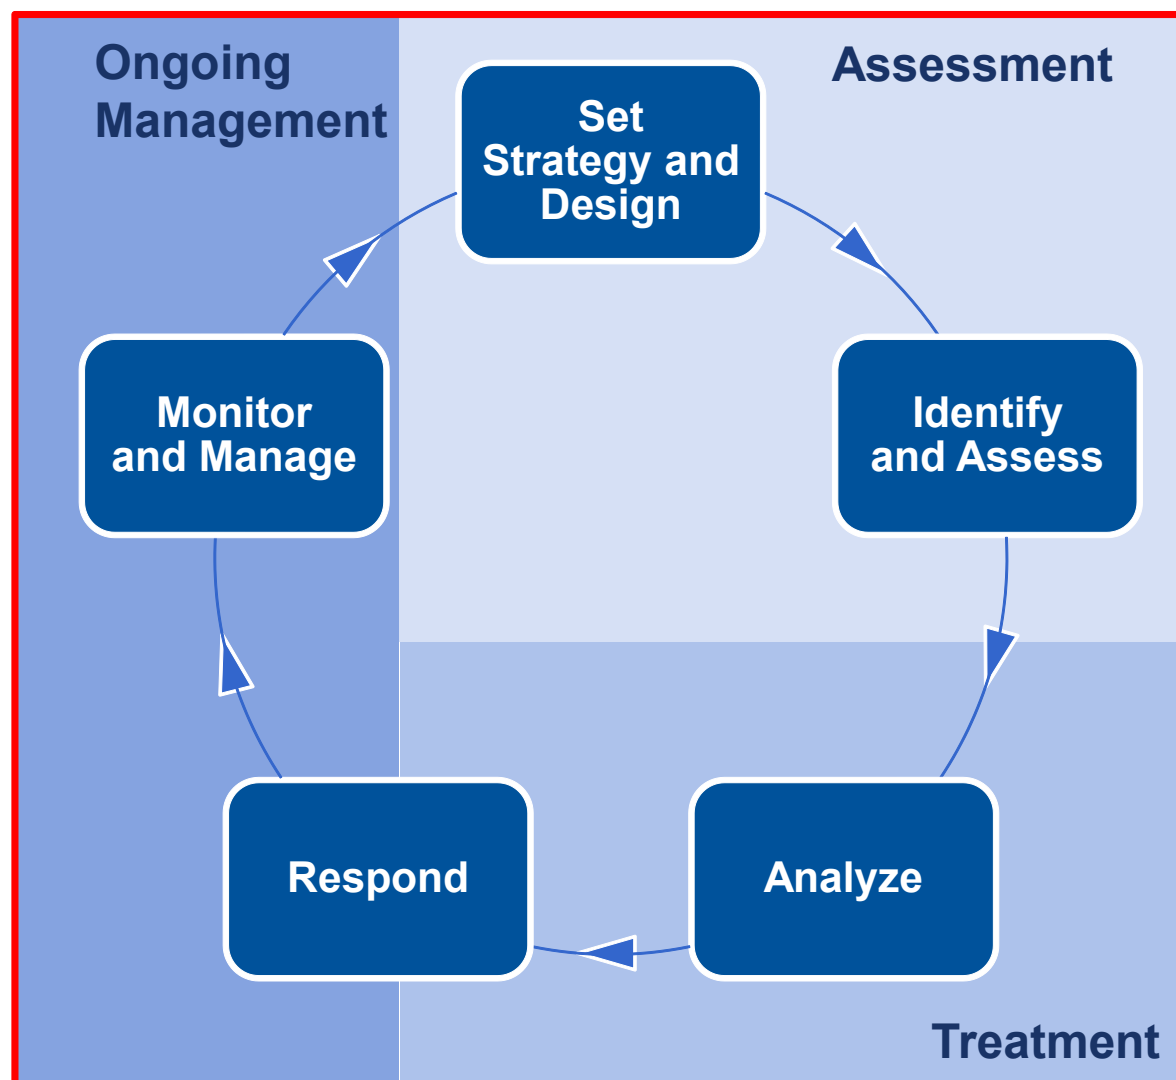 Ongoing
Management
Assessment
Set
Strategy and
Design
Identify
and Assess
Analyze
Respond
Monitor
and Manage
Treatment